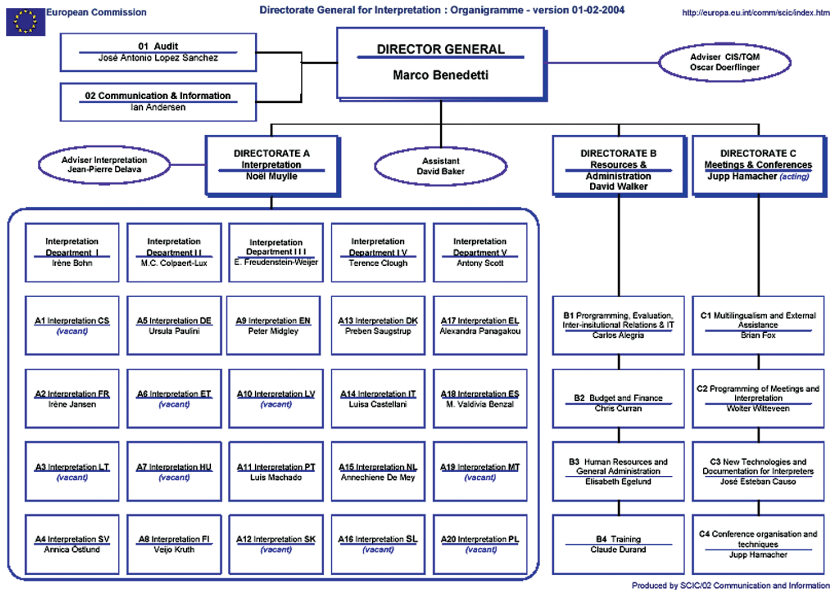 European Commission
Directorate General for Interpretation : Organigramme - version 01-02-2004
http://europa.eu.int/comm/scic/index.htm
01 Audit
José Antonio Lopez Sanchez
02 Communication & Information
Ian Andersen
DIRECTOR GENERAL
Marco Benedetti
Adviser CIS/TQM
Oscar Doerflinger
Adviser Interpretation
Jean-Pierre Delava
DIRECTORATE A
Interpretation
Noël Muylle
Assistant
David Baker
DIRECTORATE B
Resources &
Administration
David Walker
DIRECTORATE C
Meetings & Conferences
Jupp Hamacher (acting)
Interpretation
Department I
Irène Bohn
Interpretation
Department II
M.C. Colpaert-Lux
Interpretation
Department III
E. Freudenstein-Weijer
Interpretation
Department IV
Terence Clough
Interpretation
Department V
Antony Scott
A1 Interpretation CS
(vacant)
A5 Interpretation DE
Ursula Paulini
A9 Interpretation EN
Peter Midgley
A13 Interpretation DK
Preben Saugstrup
A17 Interpretation EL
Alexandra Panagakou
B1 Programming, Evaluation,
Inter-insitutional Relations & IT
Carlos Alegria
C1 Multilingualism and External
Assistance
Brian Fox
A2 Interpretation FR
Irène Jansen
A6 Interpretation ET
(vacant)
A10 Interpretation LV
(vacant)
A14 Interpretation IT
Luisa Castellani
A18 Interpretation ES
M. Valdivia Benzal
B2 Budget and Finance
Chris Curran
C2 Programming of Meetings and
Interpretation
Wolter Witteveen
A3 Interpretation LT
(vacant)
A7 Interpretation HU
(vacant)
A11 Interpretation PT
Luis Machado
A15 Interpretation NL
Annechiene De Mey
A19 Interpretation MT
(vacant)
B3 Human Resources and
General Administration
Elisabeth Egelund
C3 New Technologies and
Documentation for Interpreters
José Esteban Causo
A4 Interpretation SV
Annica Östlund
A8 Interpretation FI
Veijo Kruth
A12 Interpretation SK
(vacant)
A16 Interpretation SL
(vacant)
A20 Interpretation PL
(vacant)
B4 Training
Claude Durand
C4 Conference organisation and
techniques
Jupp Hamacher
Produced by SCIC/02 Communication and Information